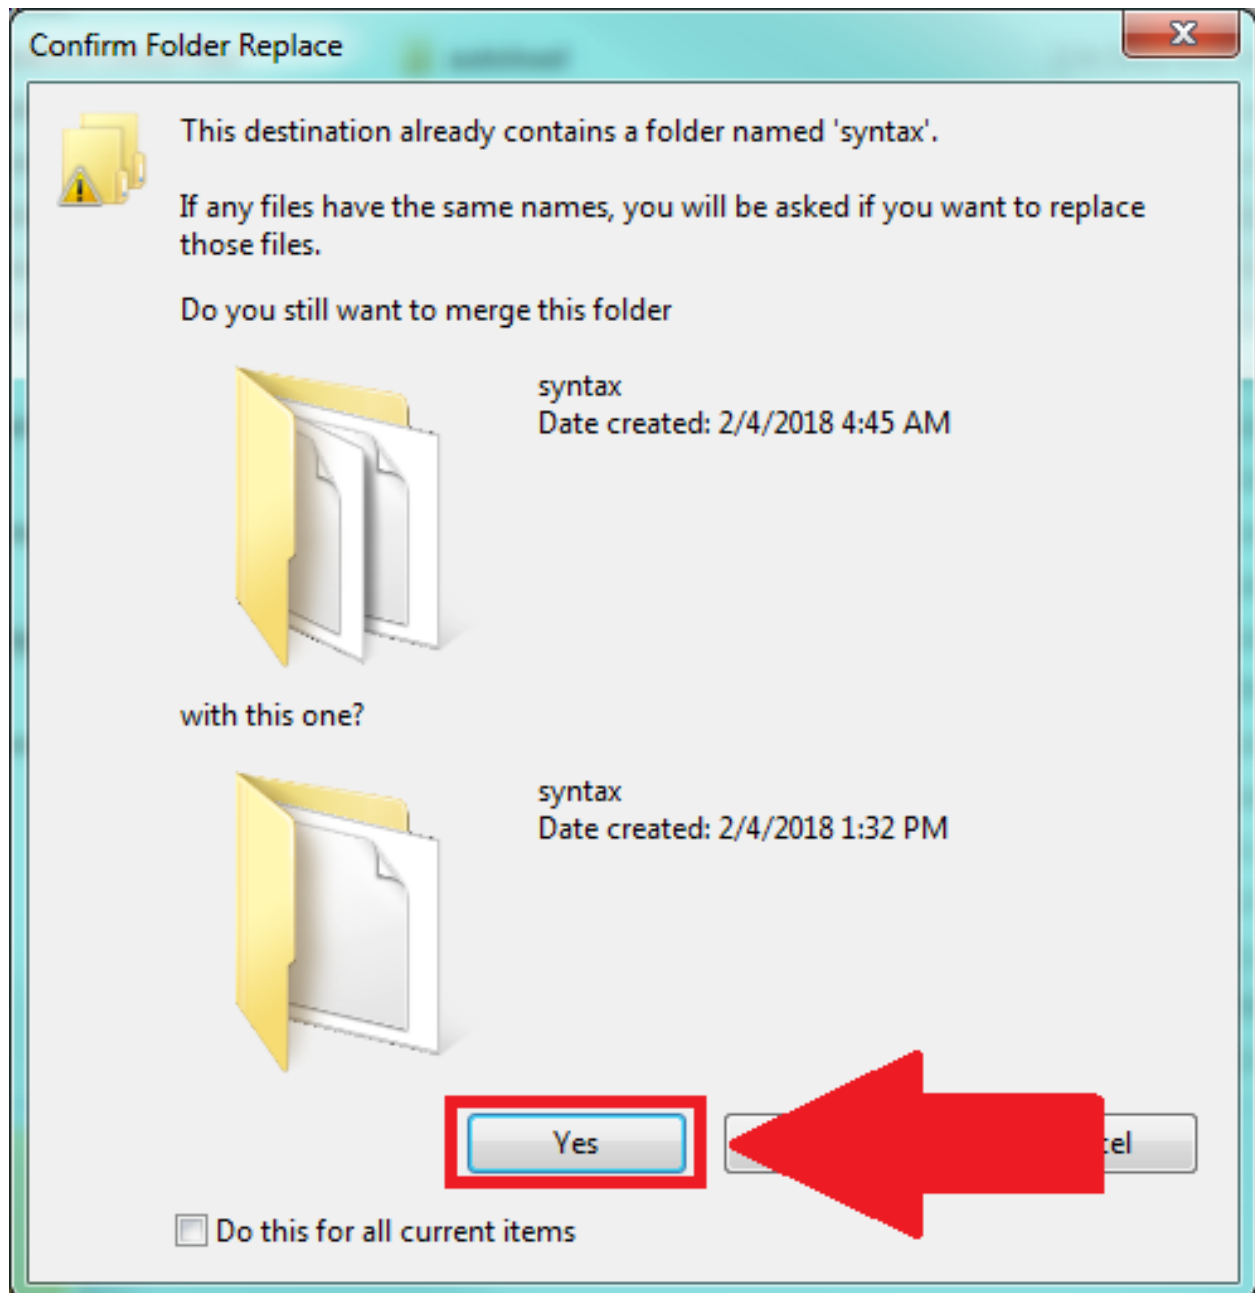 Confirm Folder Replace
This destination already contains a folder named 'syntax'.
If any files have the same names, you will be asked if you want to replace
those files.
Do you still want to merge this folder
syntax
Date created: 2/4/2018 4:45 AM
with this one?
syntax
Date created: 2/4/2018 1:32 PM
Yes
Do this for all current items